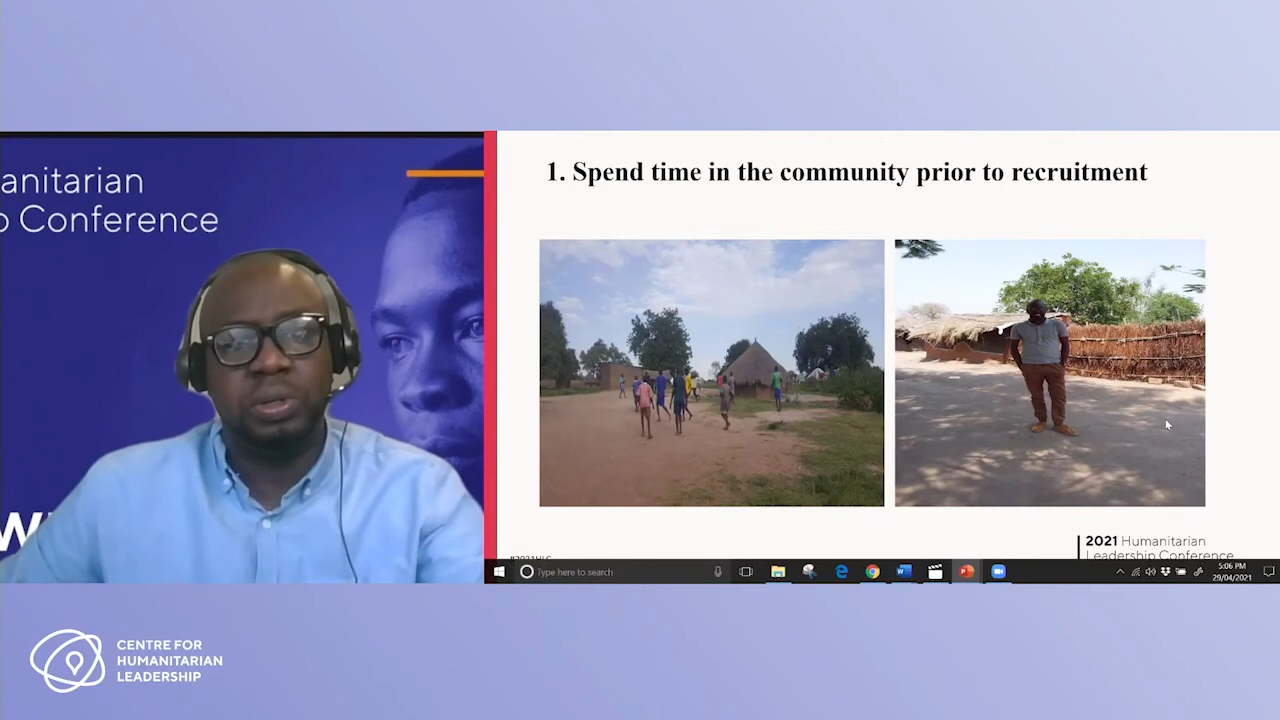 anitarian
Conference
1. Spend time in the community prior to recruitment
2021 Humanitarian
Leadership Conference
Type here to search
5:06 PM
29/04/2021
CENTRE FOR
HUMANITARIAN
LEADERSHIP